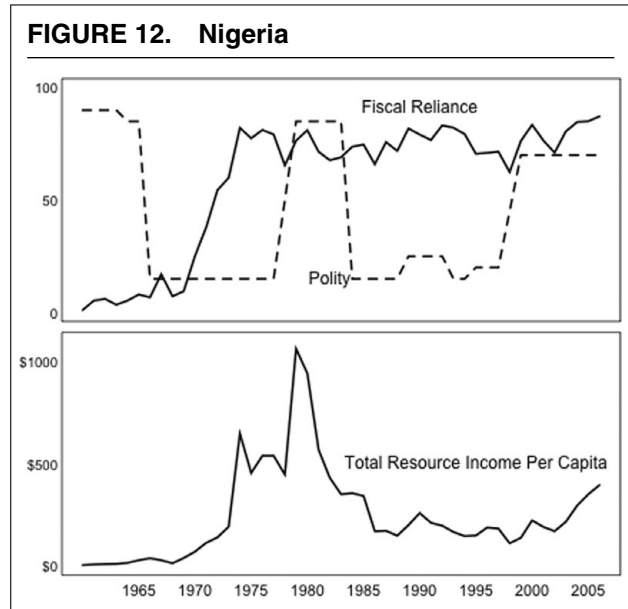 FIGURE 12. Nigeria
100
Fiscal Reliance
50
Polity
0
$1000
$500
Total Resource Income Per Capita
$0
1965 1970 1975 1980 1985 1990 1995 2000 2005